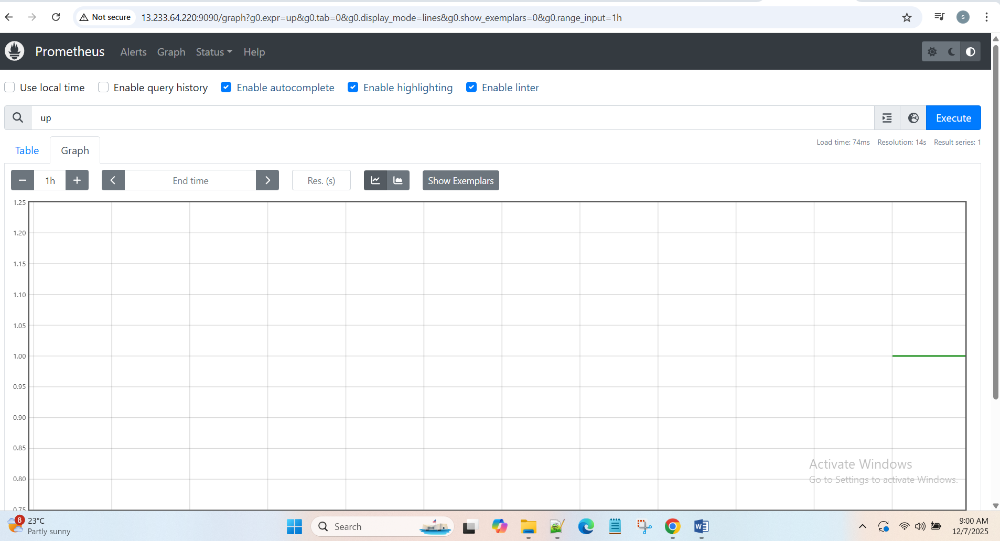 Not secure 13.233.64.220:9090/graph?g0.expr=up&g0.tab=0&g0.display_mode=lines&g0.show_exemplars=0&g0.range_input=1h
S
Prometheus Alerts Graph Status Help
Use local time Enable query history Enable autocomplete Enable highlighting Enable linter
up Execute
Load time: 74ms Resolution: 14s Result series: 1
Table Graph
1h End time Res. (s) Show Exemplars
1.25
1.20
1.15
1.10
1.05
1.00
0.95
0.90
0.85
0.80
0.75
Activate Windows
Go to Settings to activate Windows.
8
23°C
Partly sunny
Search
W
9:00 AM
12/7/2025